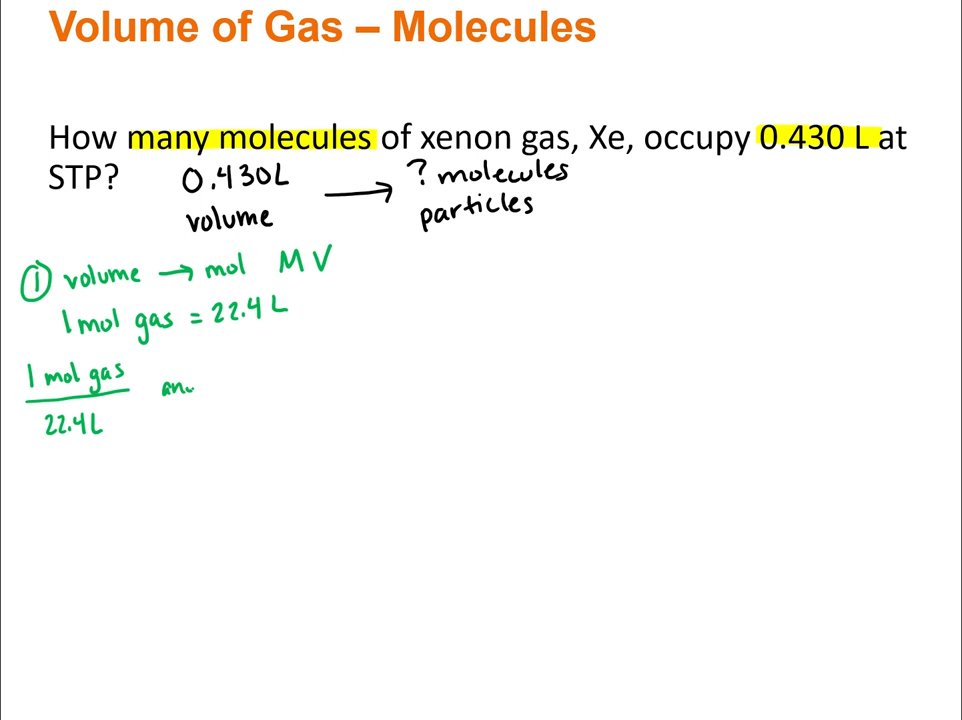 Volume of Gas – Molecules
How many molecules of xenon gas, Xe, occupy 0.430 L at
STP?
0.430L → ? molecules
volume particles
① volume → mol MV
1 mol gas = 22.4 L
1 mol gas
22.4L